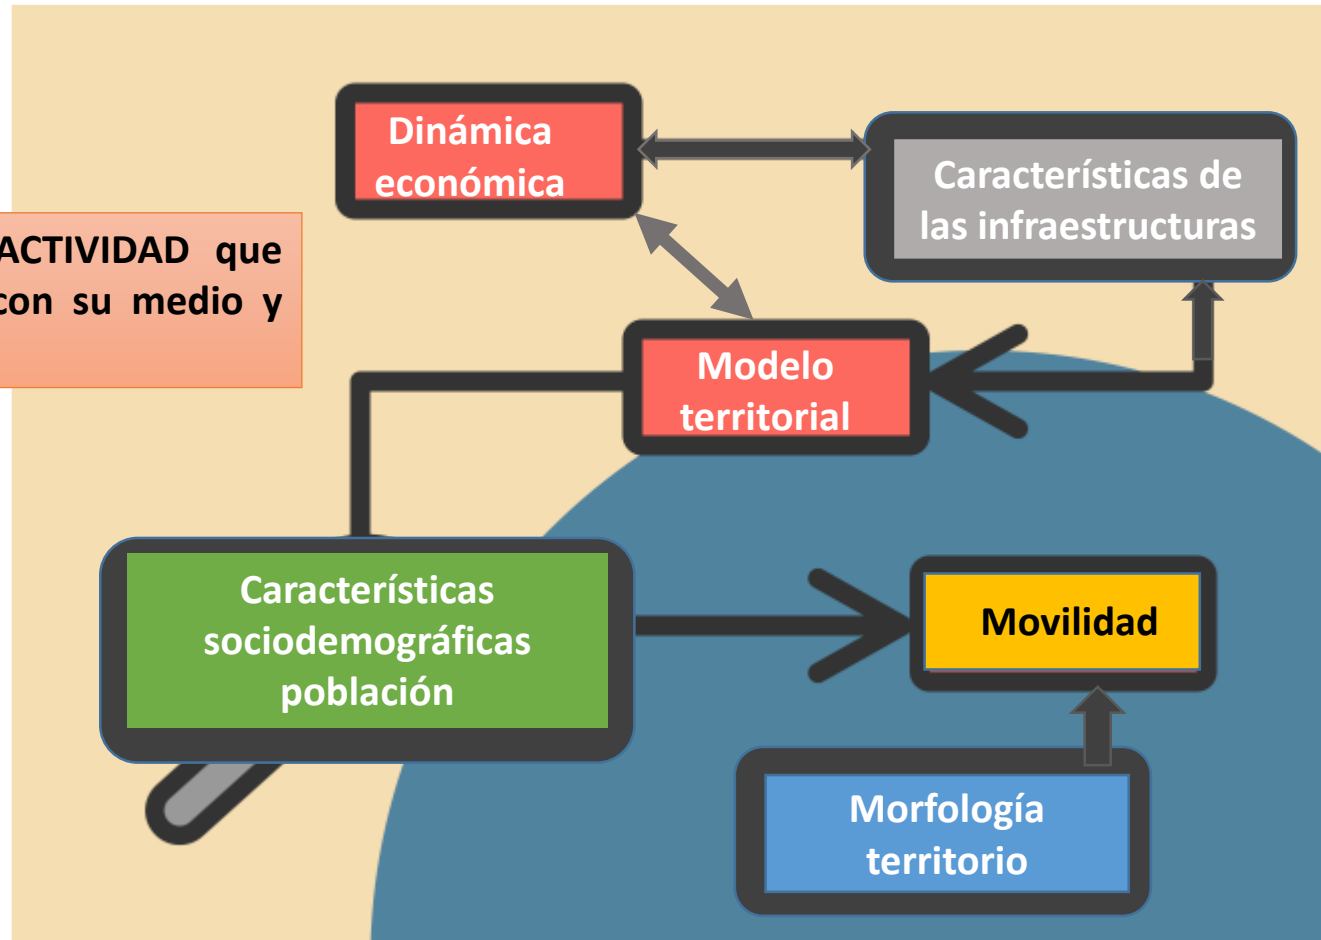 Dinámica
económica
Características de
las infraestructuras
ACTIVIDAD que
con su medio y
Modelo
territorial
Características
sociodemográficas
población
Movilidad
Morfología
territorio